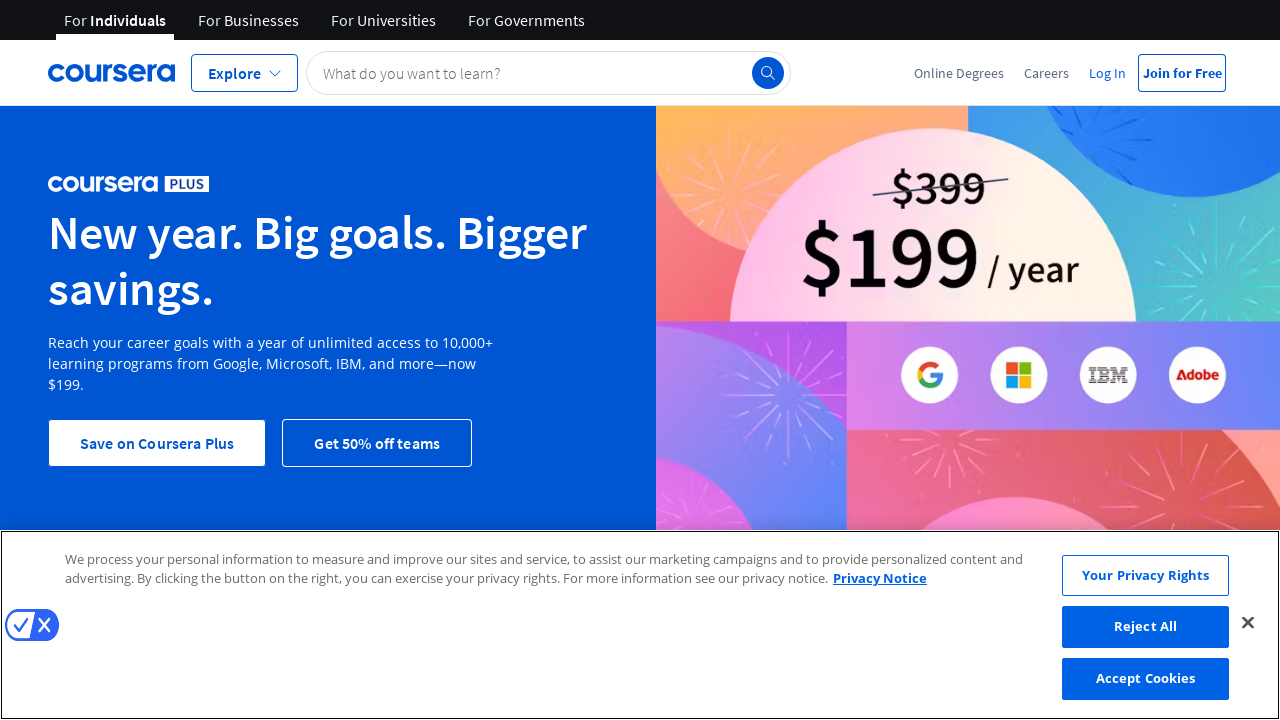 For Individuals
For Businesses
For Universities
For Governments
coursera
Explore
What do you want to learn?
Online Degrees
Careers
Log In
Join for Free
coursera PLUS
New year. Big goals. Bigger
savings.
Reach your career goals with a year of unlimited access to 10,000+
learning programs from Google, Microsoft, IBM, and more—now
$199.
Save on Coursera Plus
Get 50% off teams
$399
$199 / year
IBM
Adobe
We process your personal information to measure and improve our sites and service, to assist our marketing campaigns and to provide personalized content and
advertising. By clicking the button on the right, you can exercise your privacy rights. For more information see our privacy notice. Privacy Notice
Your Privacy Rights
Reject All
Accept Cookies